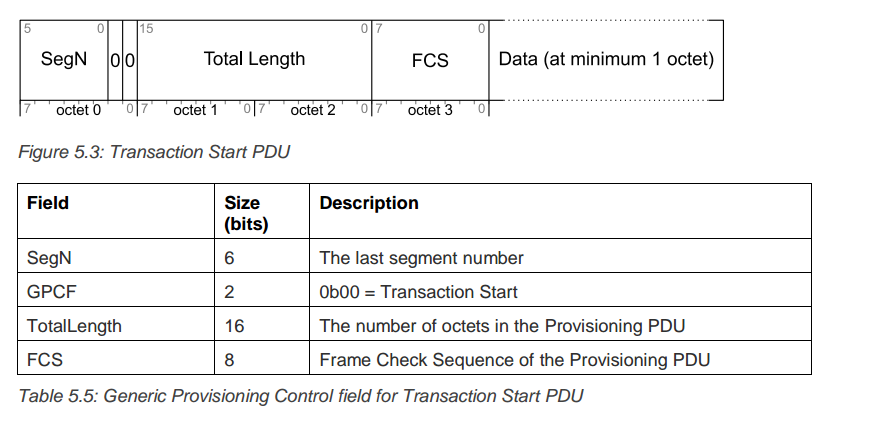 5 0 15 0 7 0
SegN 0 0 Total Length FCS Data (at minimum 1 octet)
7 octet 0 0 7 octet 1 0 7 octet 2 0 7 octet 3 0
Figure 5.3: Transaction Start PDU
Field Size (bits) Description
SegN 6 The last segment number
GPCF 2 0b00 = Transaction Start
TotalLength 16 The number of octets in the Provisioning PDU
FCS 8 Frame Check Sequence of the Provisioning PDU
Table 5.5: Generic Provisioning Control field for Transaction Start PDU